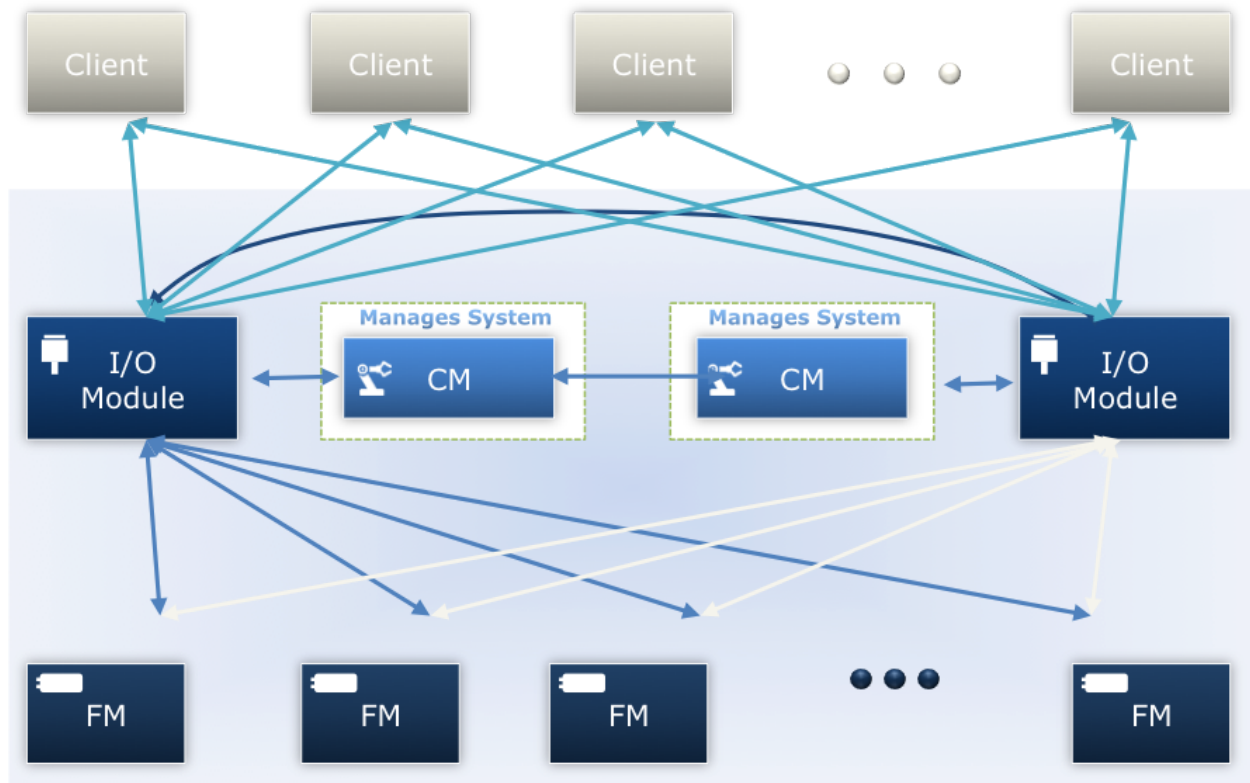 Client
Client
Client
Client
Manages System
Manages System
I/O
Module
CM
CM
I/O
Module
FM
FM
FM
FM